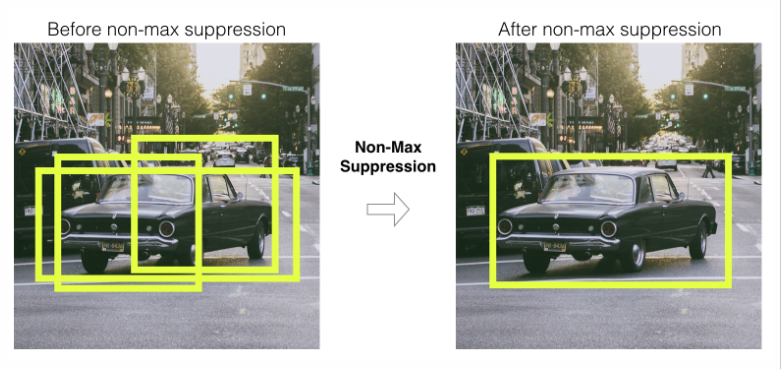 Before non-max suppression
After non-max suppression
Non-Max
Suppression